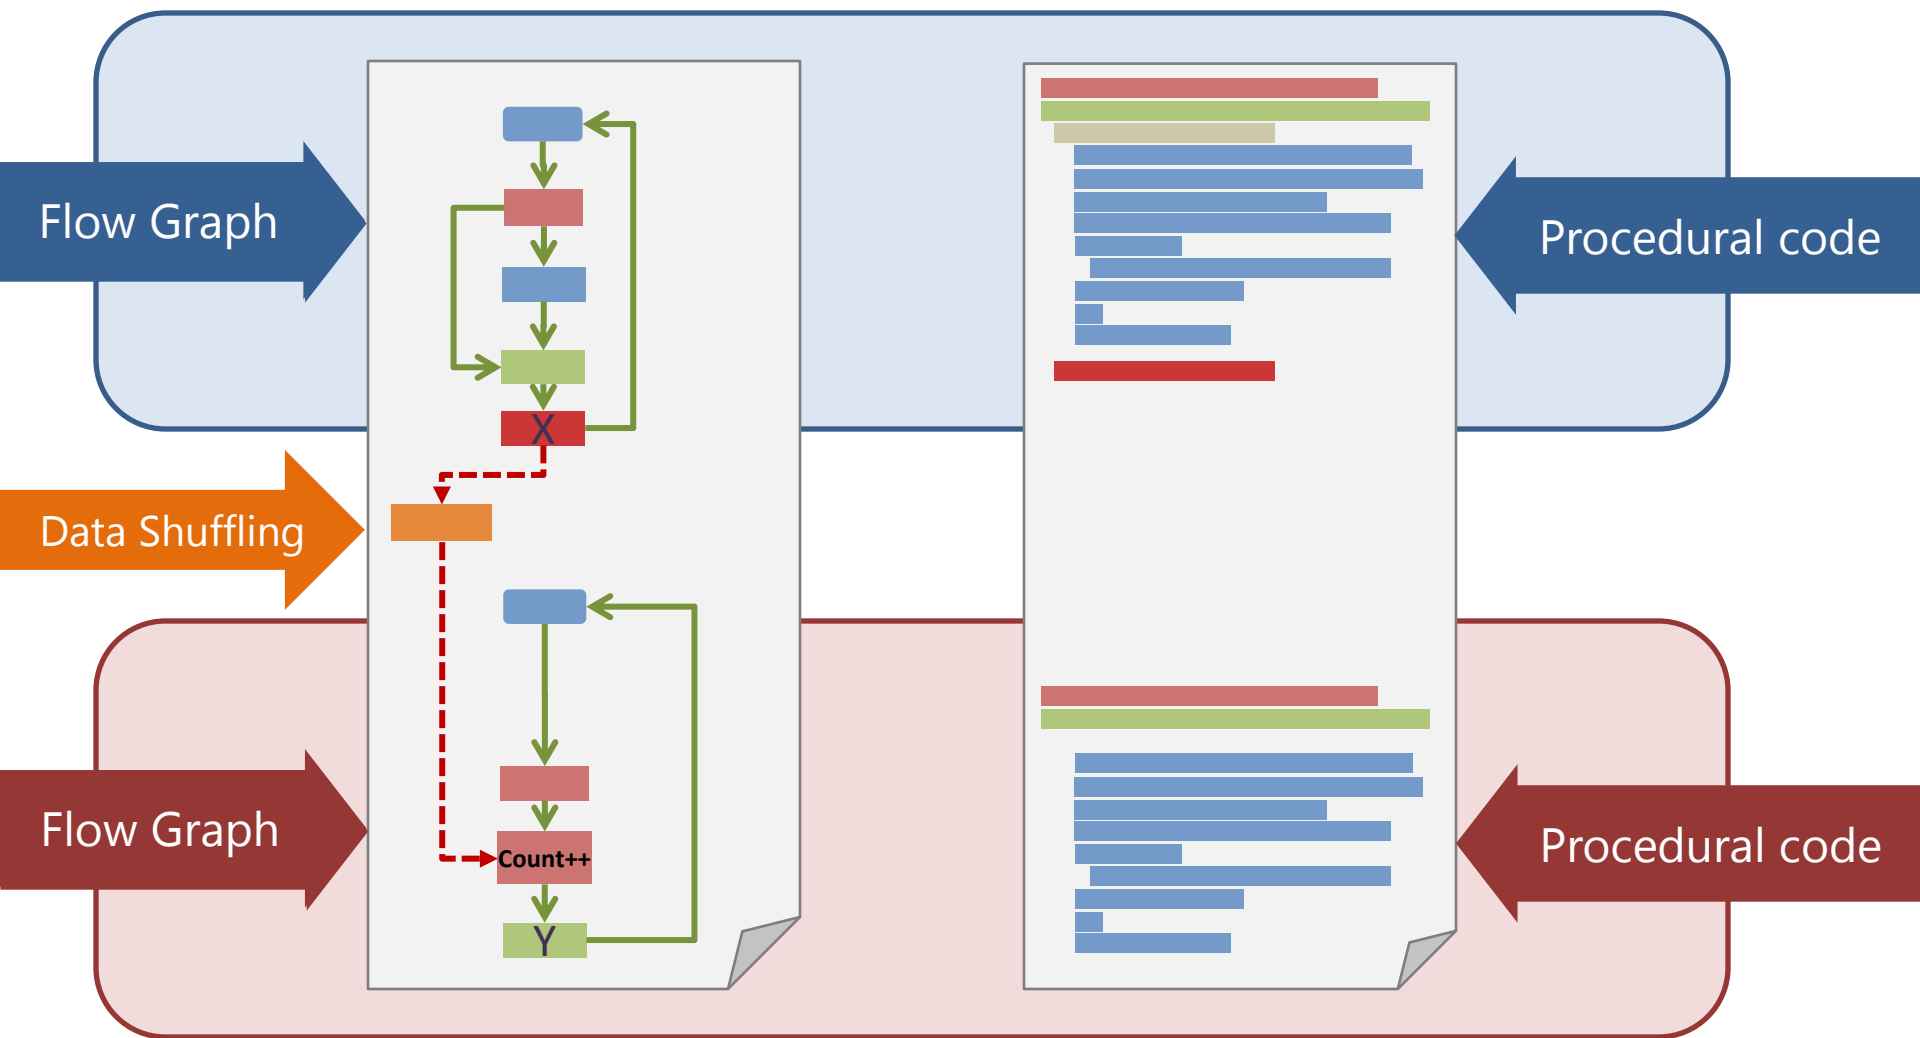 Flow Graph
Procedural code
X
Data Shuffling
Flow Graph
Procedural code
Count++
Y